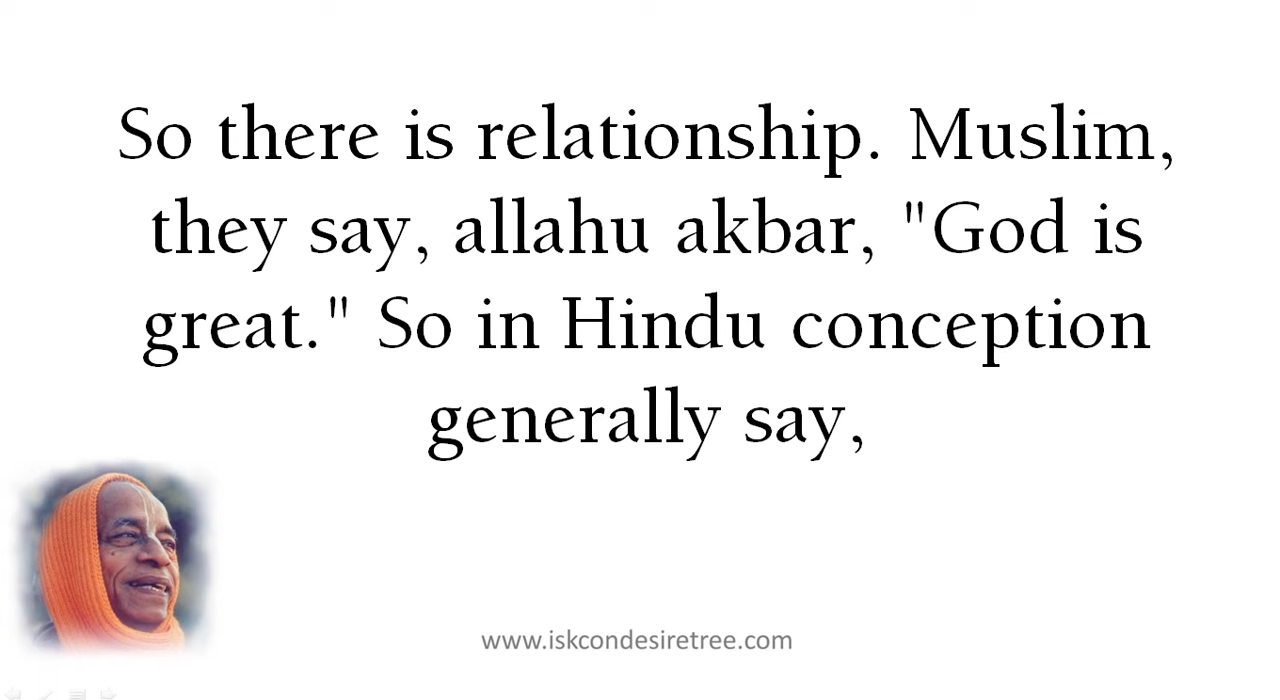 So there is relationship. Muslim,
they say, allahu akbar, "God is
great." So in Hindu conception
generally say,
www.iskcondesiretree.com